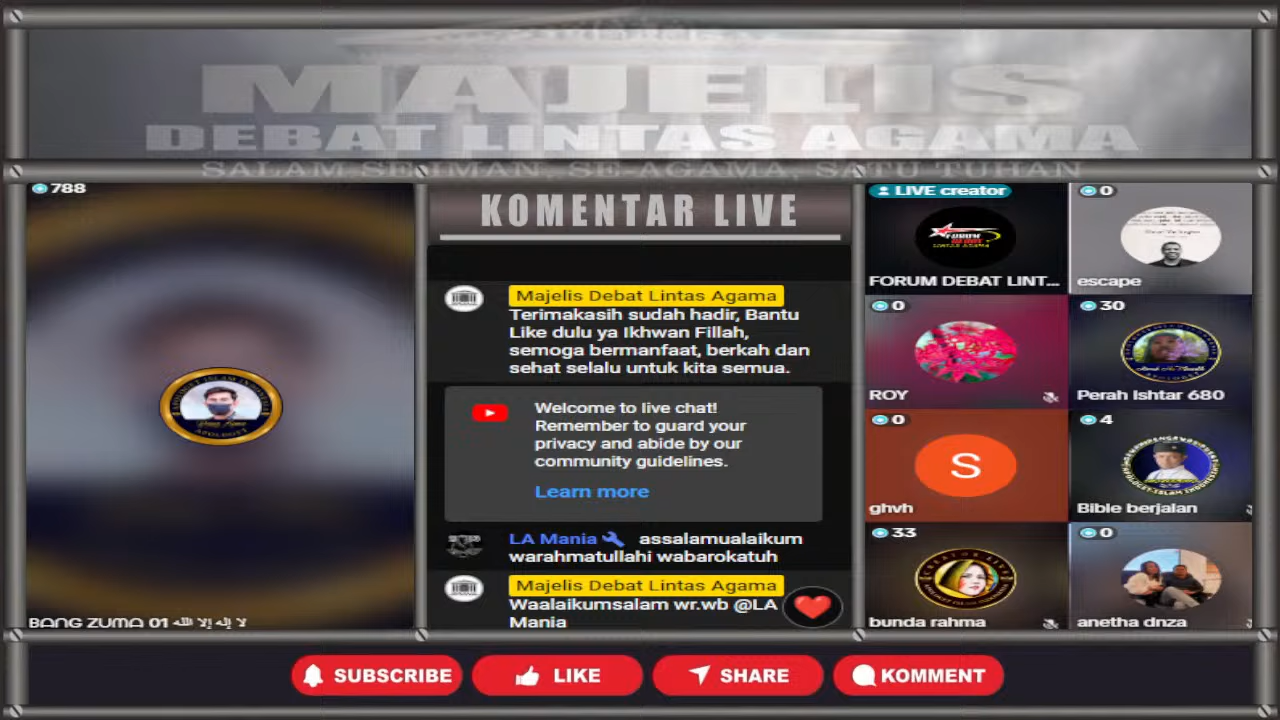 MAJELIS
DEBAT LINTAS AGAMA
SALAM SE-IMAN, SE-AGAMA, SATU TUHAN
788
BANG ZUMA 01 لا إله إلا الله
KOMENTAR LIVE
Majelis Debat Lintas Agama
Terimakasih sudah hadir, Bantu
Like dulu ya Ikhwan Fillah,
semoga bermanfaat, berkah dan
sehat selalu untuk kita semua.
Welcome to live chat!
Remember to guard your
privacy and abide by our
community guidelines.
Learn more
LA Mania assalamualaikum
warahmatullahi wabarokatuh
Majelis Debat Lintas Agama
Waalaikumsalam wr.wb @LA
Mania
LIVE creator
FORUM DEBAT LINT...
0
escape
0
ROY
30
Perah Ishtar 680
0
S
ghvh
4
Bible berjalan
33
bunda rahma
0
anetha dnza
SUBSCRIBE
LIKE
SHARE
KOMMENT